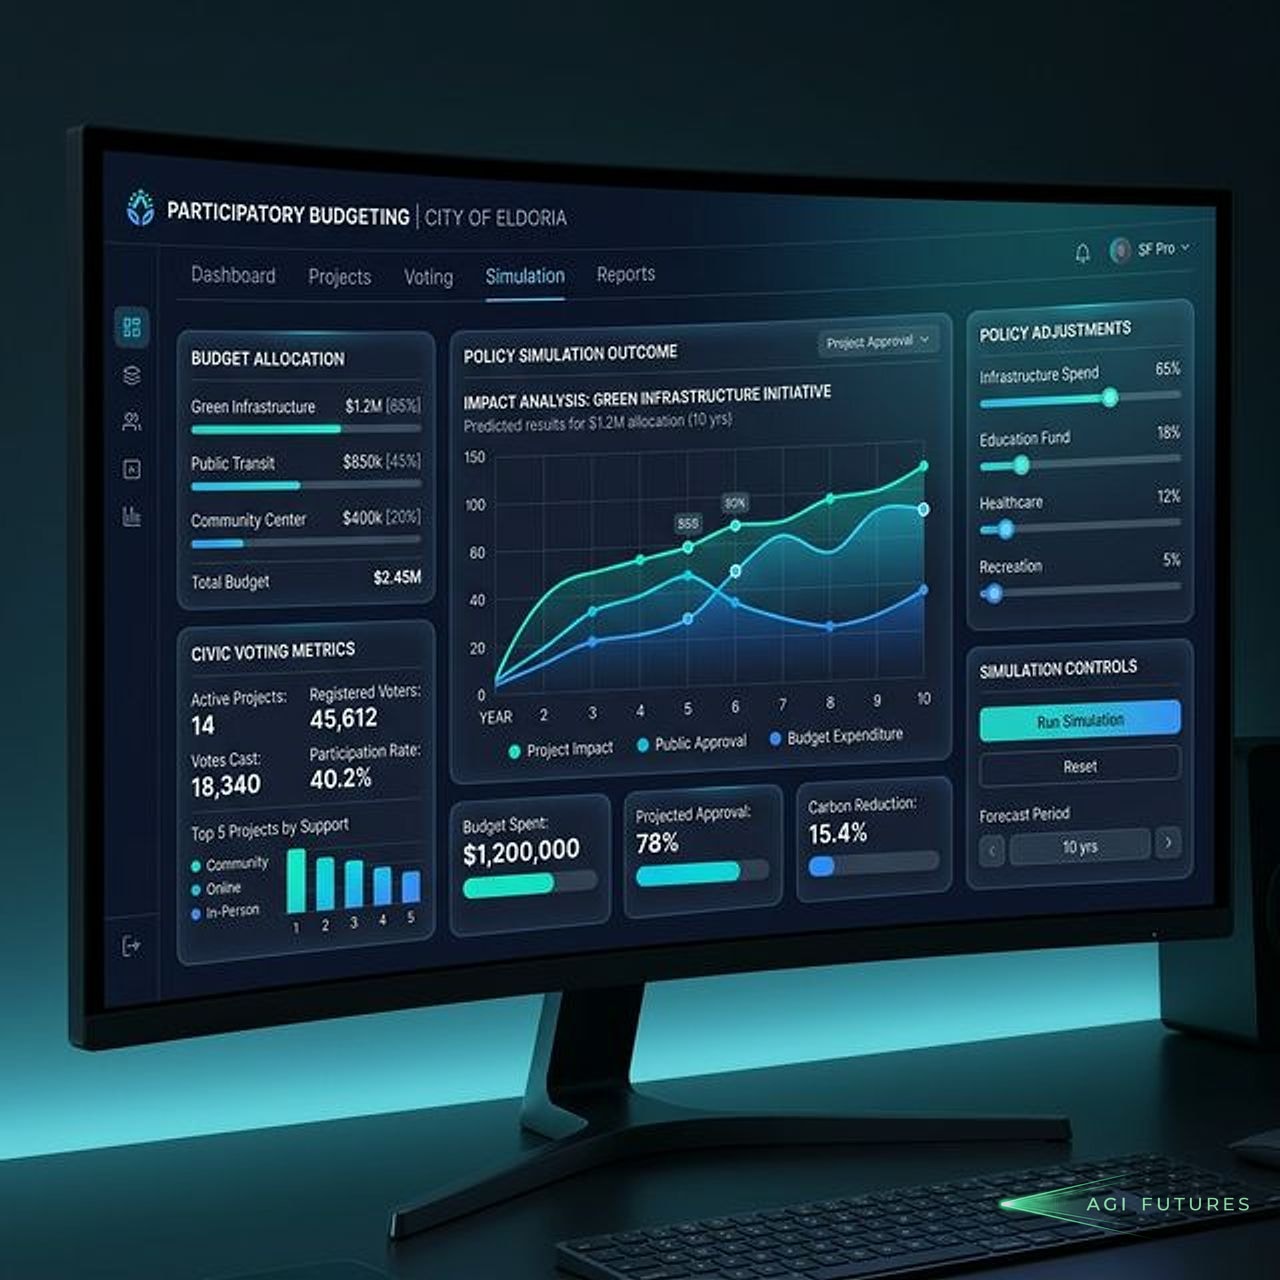 PARTICIPATORY BUDGETING | CITY OF ELDORIA
SF Pro
Dashboard Projects Voting Simulation Reports
BUDGET ALLOCATION
Green Infrastructure $1.2M [65%]
Public Transit $850k [45%]
Community Center $400k [20%]
Total Budget $2.45M
CIVIC VOTING METRICS
Active Projects: Registered Voters:
14 45,612
Votes Cast: Participation Rate:
18,340 40.2%
Top 5 Projects by Support
Community
Online
In-Person
1 2 3 4 5
POLICY SIMULATION OUTCOME
Project Approval
IMPACT ANALYSIS: GREEN INFRASTRUCTURE INITIATIVE
Predicted results for $1.2M allocation (10 yrs)
150
100
60
40
20
0
YEAR 2 3 4 5 6 7 8 9 10
Project Impact Public Approval Budget Expenditure
Budget Spent:
$1,200,000
Projected Approval:
78%
Carbon Reduction:
15.4%
POLICY ADJUSTMENTS
Infrastructure Spend 65%
Education Fund 18%
Healthcare 12%
Recreation 5%
SIMULATION CONTROLS
Run Simulation
Reset
Forecast Period
10 yrs
AGI FUTURES